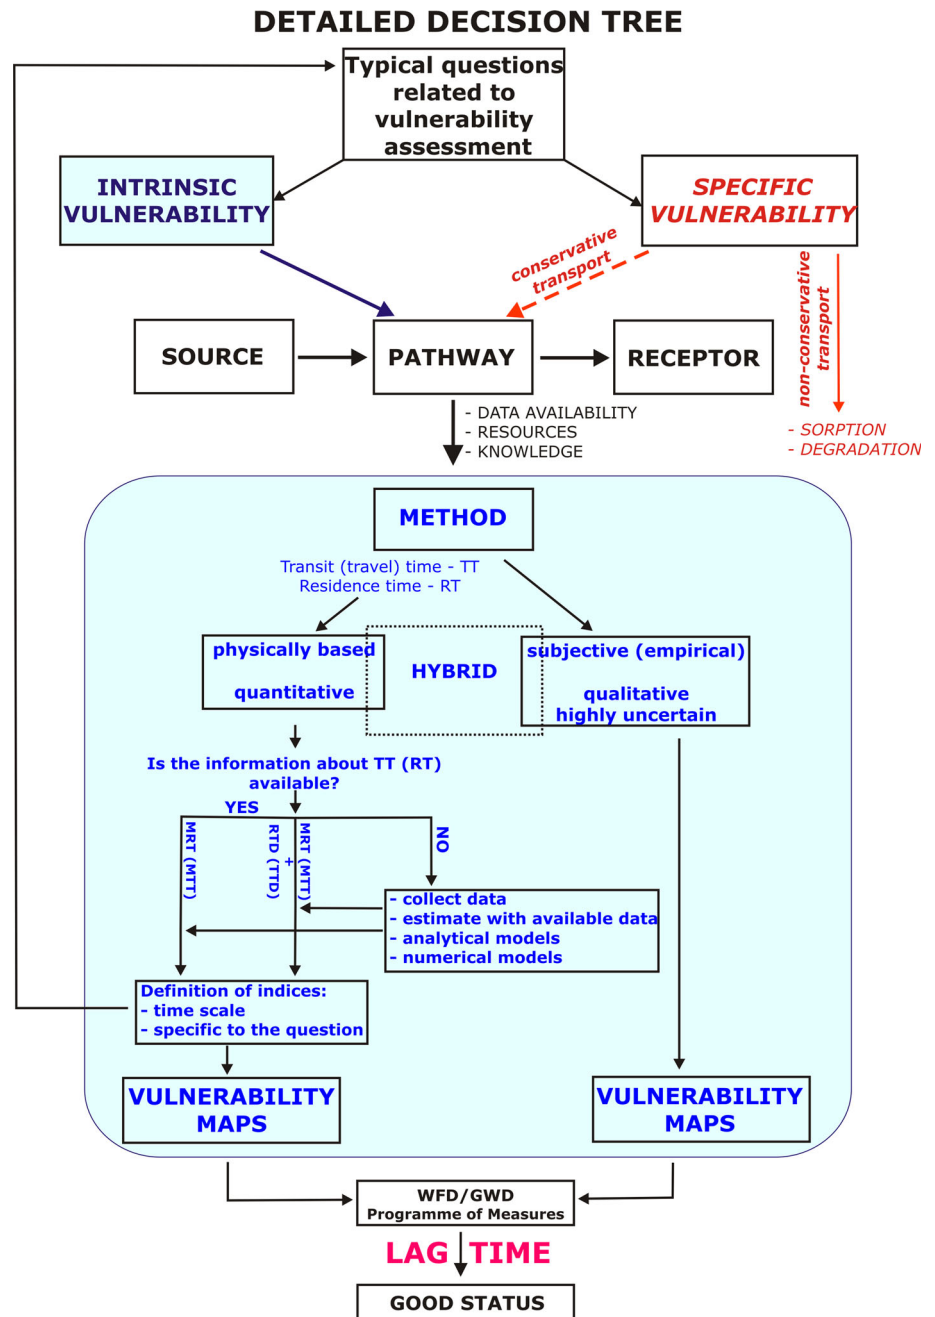 DETAILED DECISION TREE
Typical questions
related to
vulnerability
assessment
INTRINSIC
VULNERABILITY
SPECIFIC
VULNERABILITY
conservative
transport
non-conservative
transport
SOURCE
PATHWAY
RECEPTOR
- DATA AVAILABILITY
- RESOURCES
- KNOWLEDGE
- SORPTION
- DEGRADATION
METHOD
Transit (travel) time - TT
Residence time - RT
physically based
quantitative
HYBRID
subjective (empirical)
qualitative
highly uncertain
Is the information about TT (RT)
available?
YES
NO
MRT (MTT)
RTD (TTD)
+
MRT (MTT)
- collect data
- estimate with available data
- analytical models
- numerical models
Definition of indices:
- time scale
- specific to the question
VULNERABILITY
MAPS
VULNERABILITY
MAPS
WFD/GWD
Programme of Measures
LAG TIME
GOOD STATUS